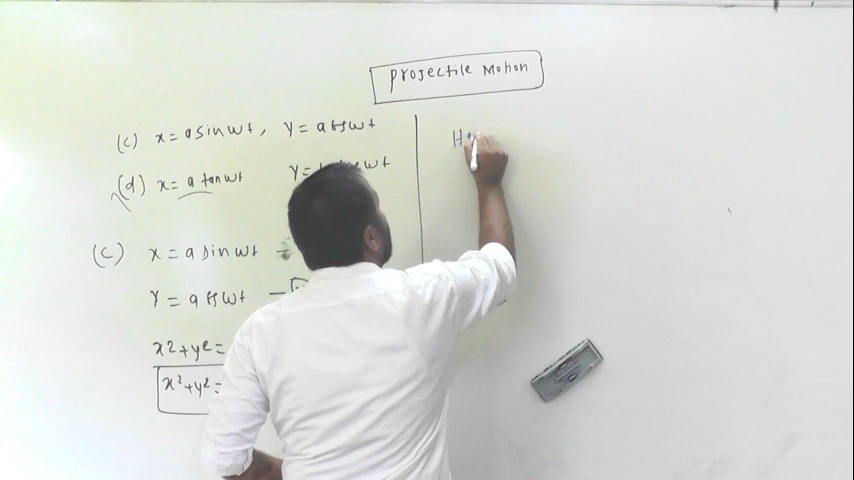 Projectile Motion
(c) x = a sin ωt, y = a cos ωt
(d) x = a tan ωt y =
(c) x = a sin ωt
y = a cos ωt –
x²+y² =
x²+y² =
H